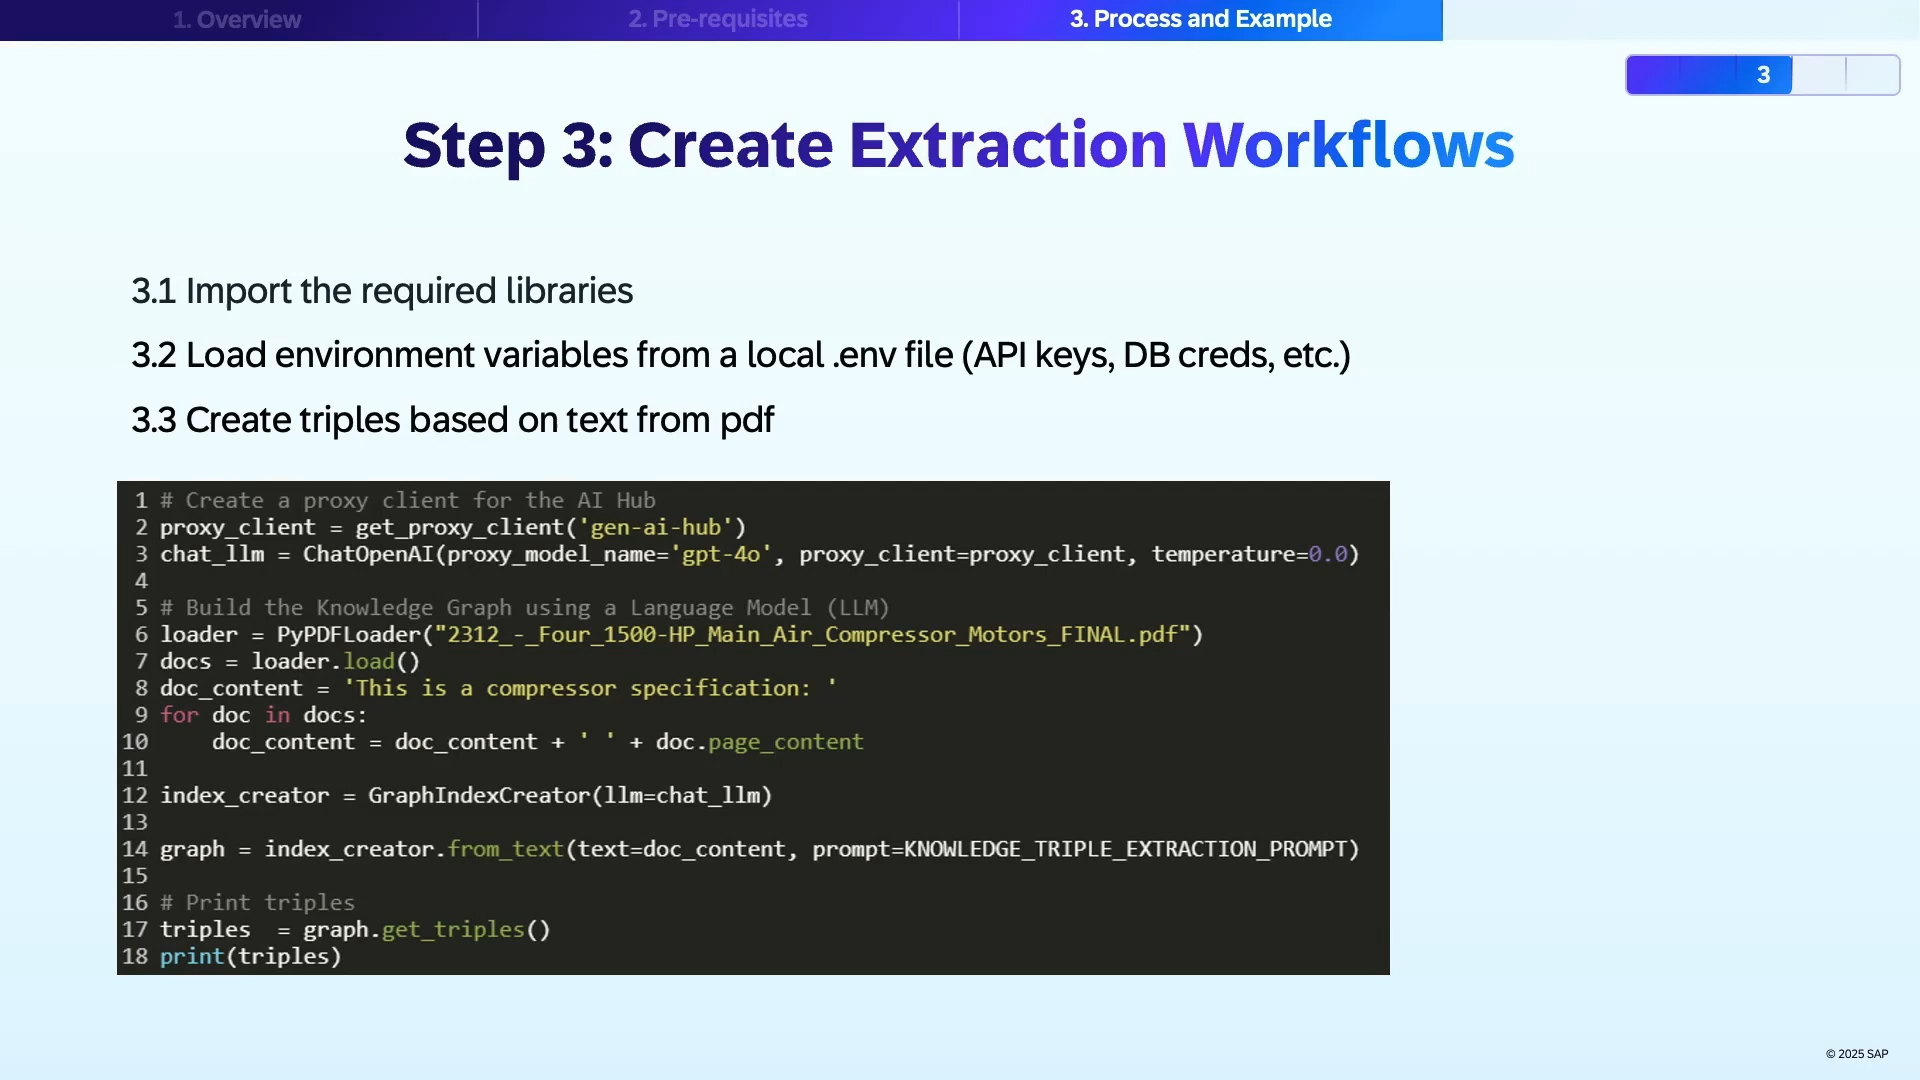 1. Overview
2. Pre-requisites
3. Process and Example
3
Step 3: Create Extraction Workflows
3.1 Import the required libraries
3.2 Load environment variables from a local .env file (API keys, DB creds, etc.)
3.3 Create triples based on text from pdf
1 # Create a proxy client for the AI Hub
2 proxy_client = get_proxy_client('gen-ai-hub')
3 chat_llm = ChatOpenAI(proxy_model_name='gpt-4o', proxy_client=proxy_client, temperature=0.0)
4
5 # Build the Knowledge Graph using a Language Model (LLM)
6 loader = PyPDFLoader("2312_-_Four_1500-HP_Main_Air_Compressor_Motors_FINAL.pdf")
7 docs = loader.load()
8 doc_content = 'This is a compressor specification: '
9 for doc in docs:
10     doc_content = doc_content + ' ' + doc.page_content
11
12 index_creator = GraphIndexCreator(llm=chat_llm)
13
14 graph = index_creator.from_text(text=doc_content, prompt=KNOWLEDGE_TRIPLE_EXTRACTION_PROMPT)
15
16 # Print triples
17 triples  = graph.get_triples()
18 print(triples)
© 2025 SAP